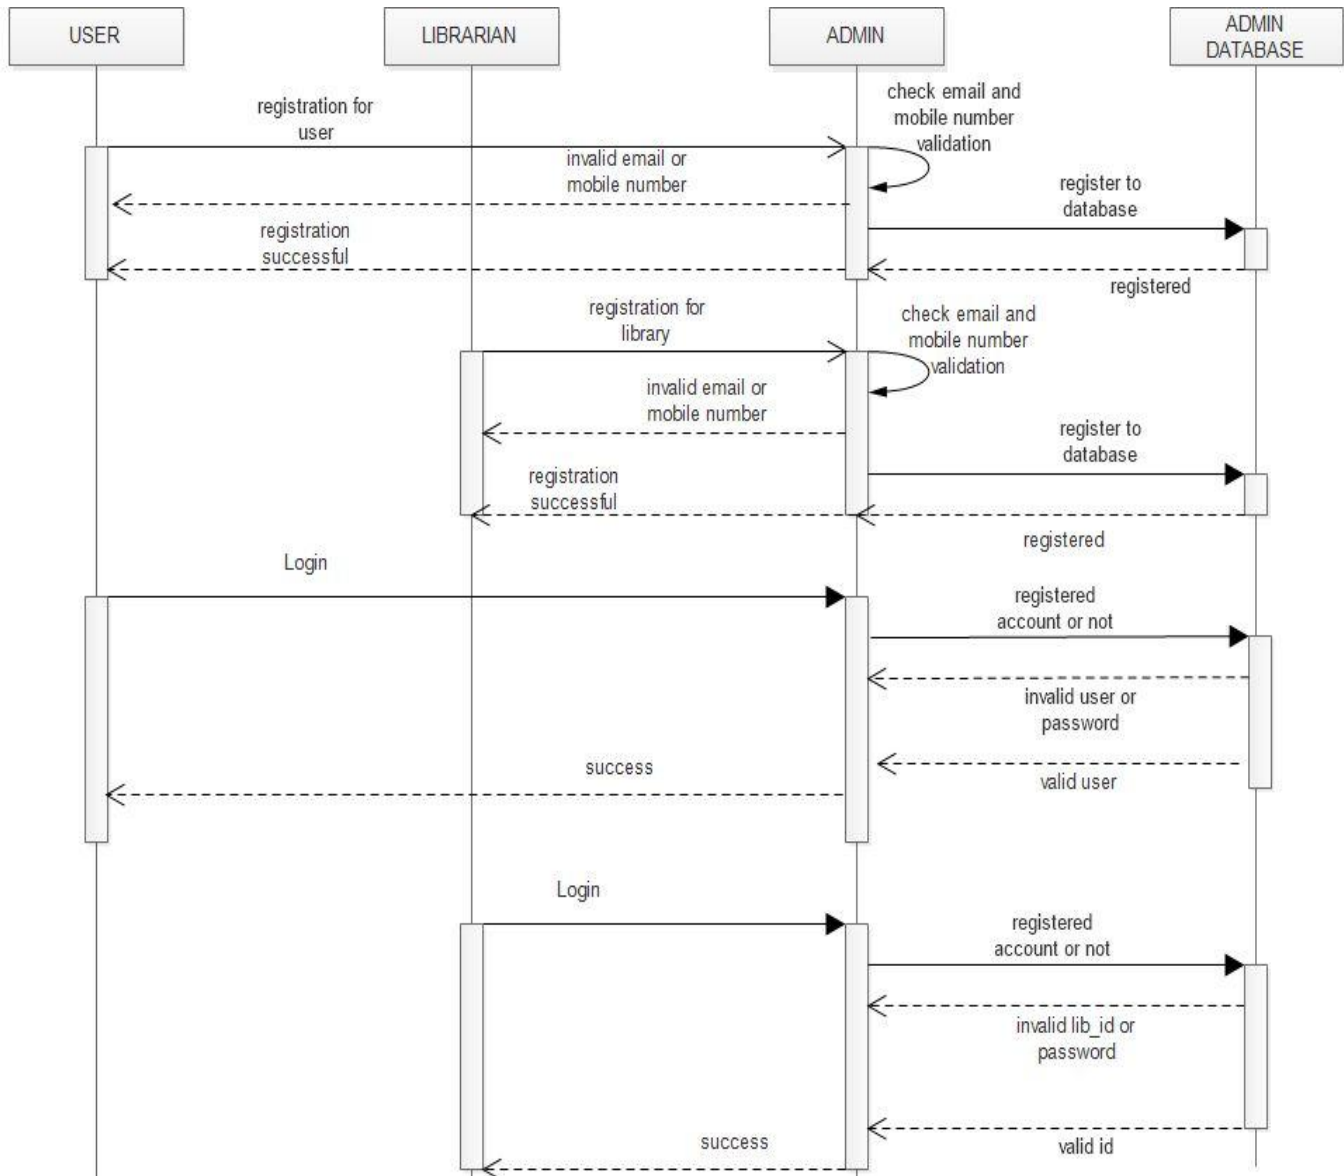 USER
LIBRARIAN
ADMIN
ADMIN
DATABASE
registration for
user
check email and
mobile number
validation
invalid email or
mobile number
register to
database
registration
successful
registered
registration for
library
check email and
mobile number
validation
invalid email or
mobile number
register to
database
registration
successful
registered
Login
registered
account or not
invalid user or
password
success
valid user
Login
registered
account or not
invalid lib_id or
password
success
valid id